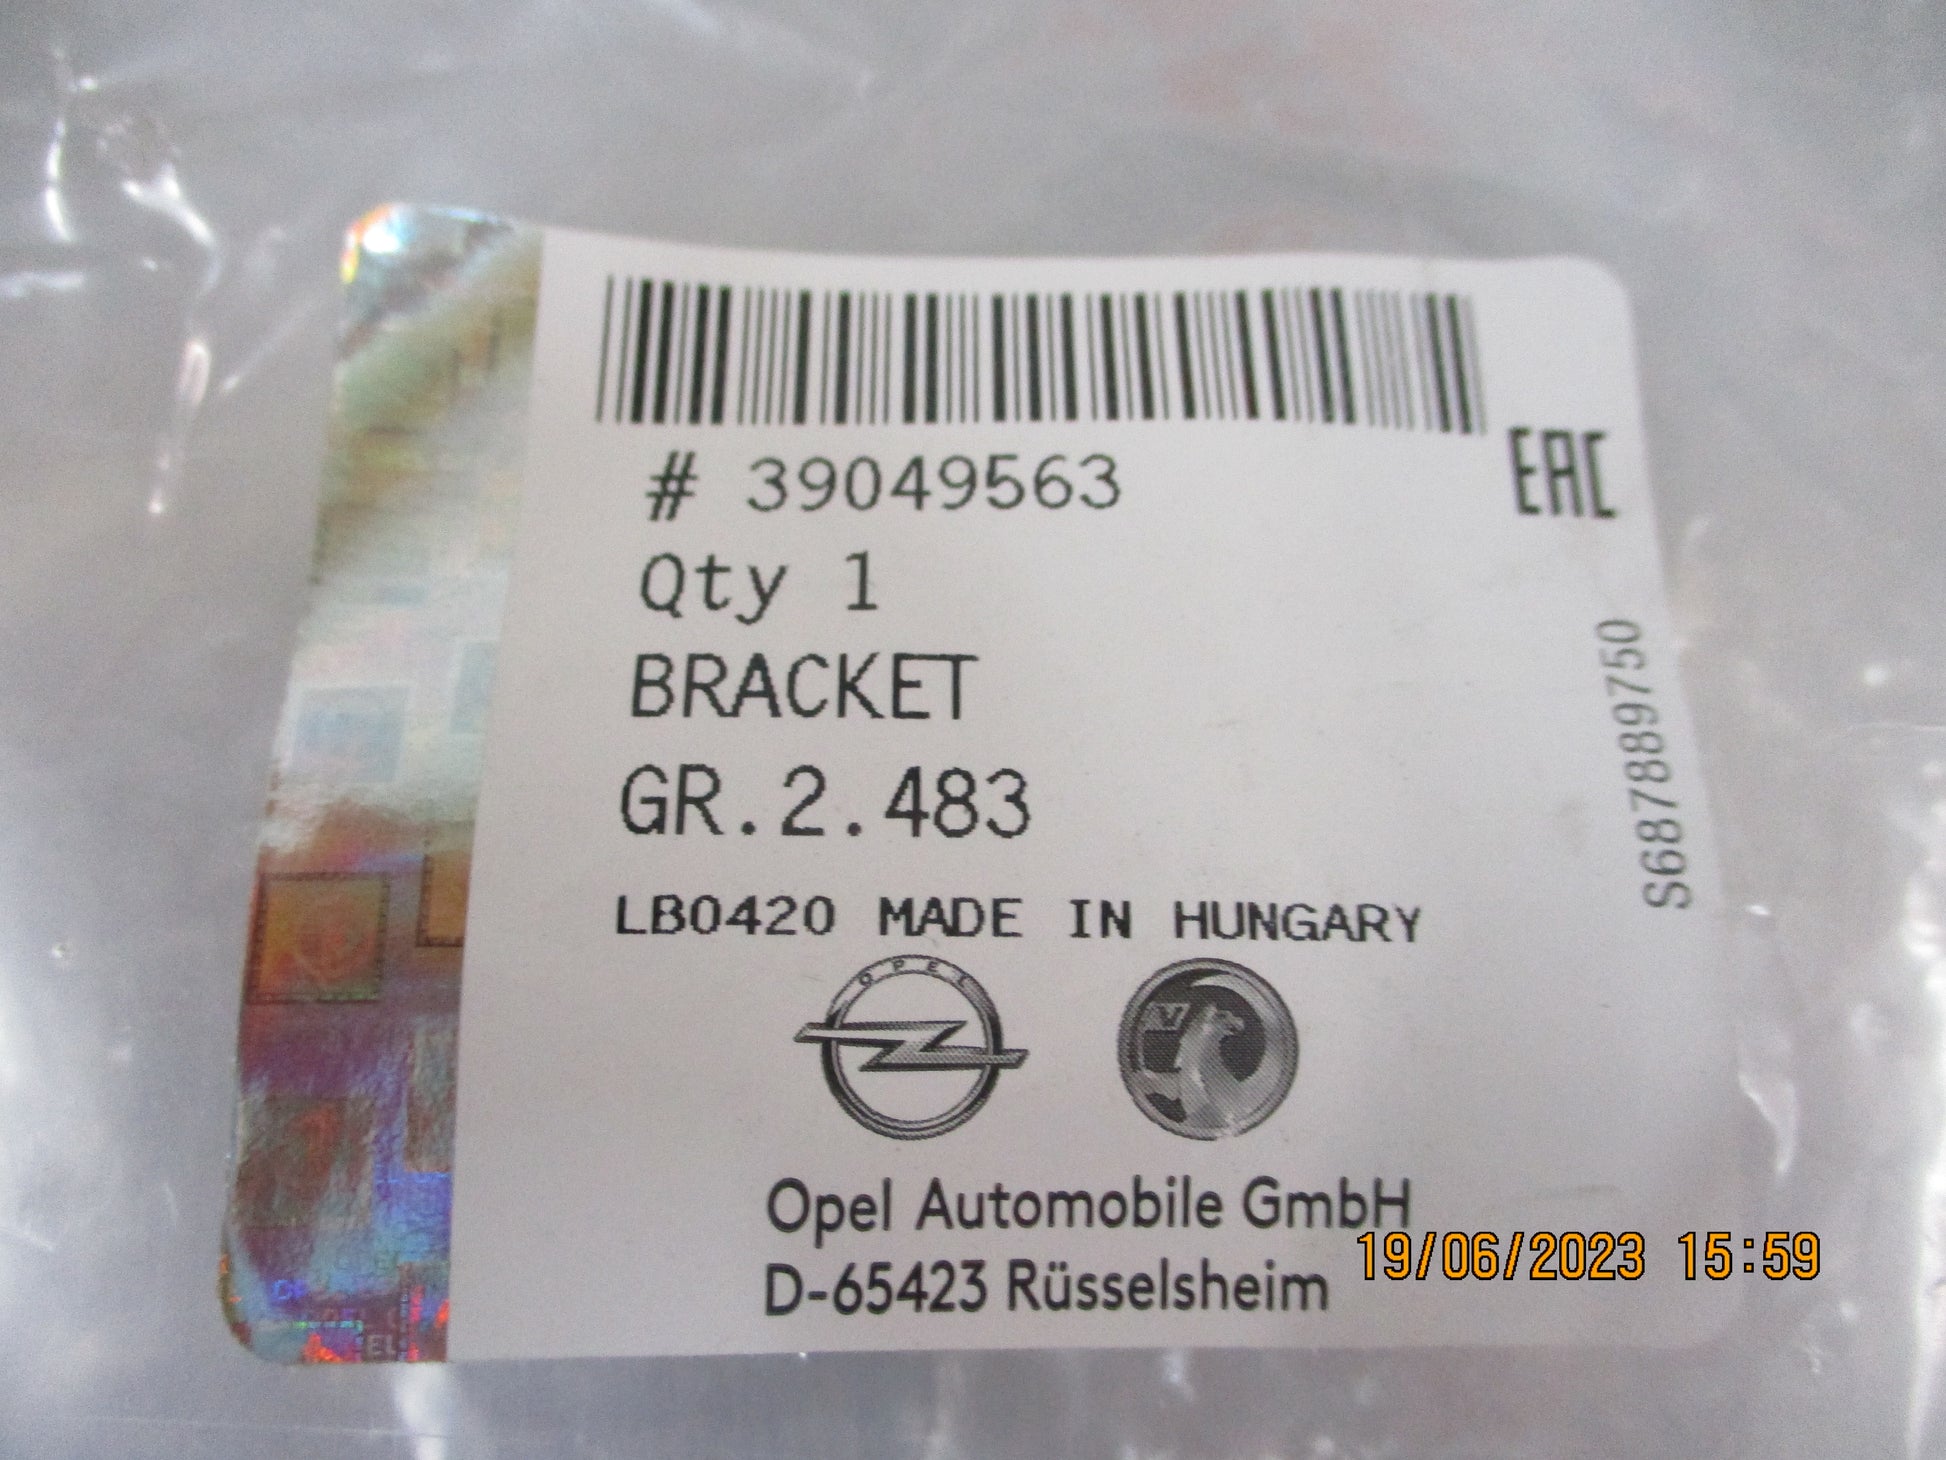 # 39049563
EAC
Qty 1
BRACKET
GR.2.483
S687889750
LB0420 MADE IN HUNGARY
OPEL
V
Opel Automobile GmbH
D-65423 Rüsselsheim
19/06/2023 15:59